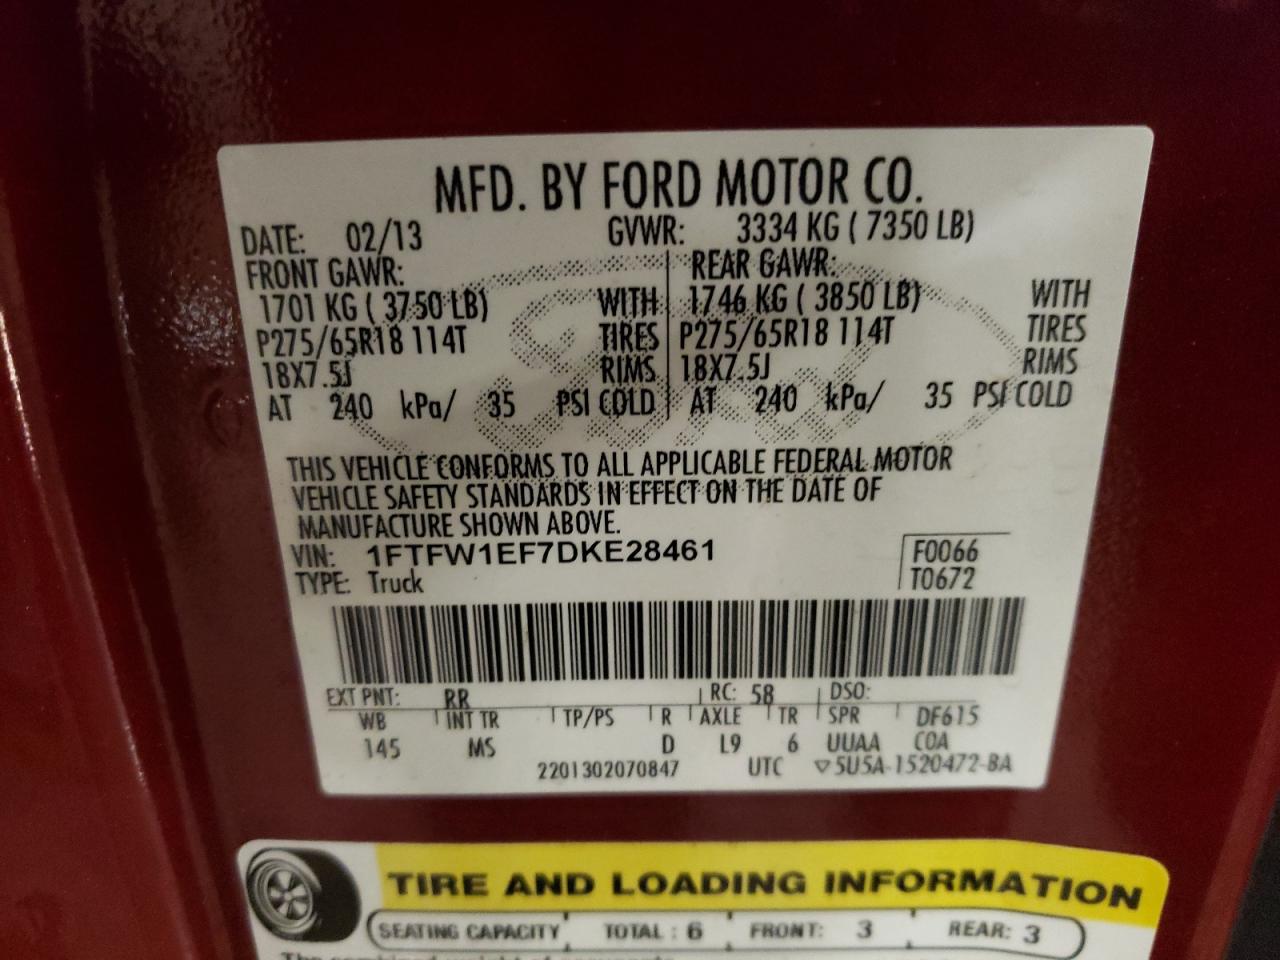 MFD. BY FORD MOTOR CO.
DATE: 02/13 GVWR: 3334 KG ( 7350 LB)
FRONT GAWR: REAR GAWR:
1701 KG ( 3750 LB) WITH 1746 KG ( 3850 LB) WITH
P275/65R18 114T TIRES P275/65R18 114T TIRES
18X7.5J RIMS 18X7.5J RIMS
AT 240 kPa/ 35 PSI COLD AT 240 kPa/ 35 PSI COLD
THIS VEHICLE CONFORMS TO ALL APPLICABLE FEDERAL MOTOR
VEHICLE SAFETY STANDARDS IN EFFECT ON THE DATE OF
MANUFACTURE SHOWN ABOVE.
VIN: 1FTFW1EF7DKE28461 F0066
TYPE: Truck T0672
EXT PNT: RR RC: 58 DSO:
WB INT TR TP/PS R AXLE TR SPR DF615
145 MS D L9 6 UUAA COA
2201302070847 UTC ▽5U5A-1520472-BA
TIRE AND LOADING INFORMATION
SEATING CAPACITY TOTAL : 6 FRONT: 3 REAR: 3